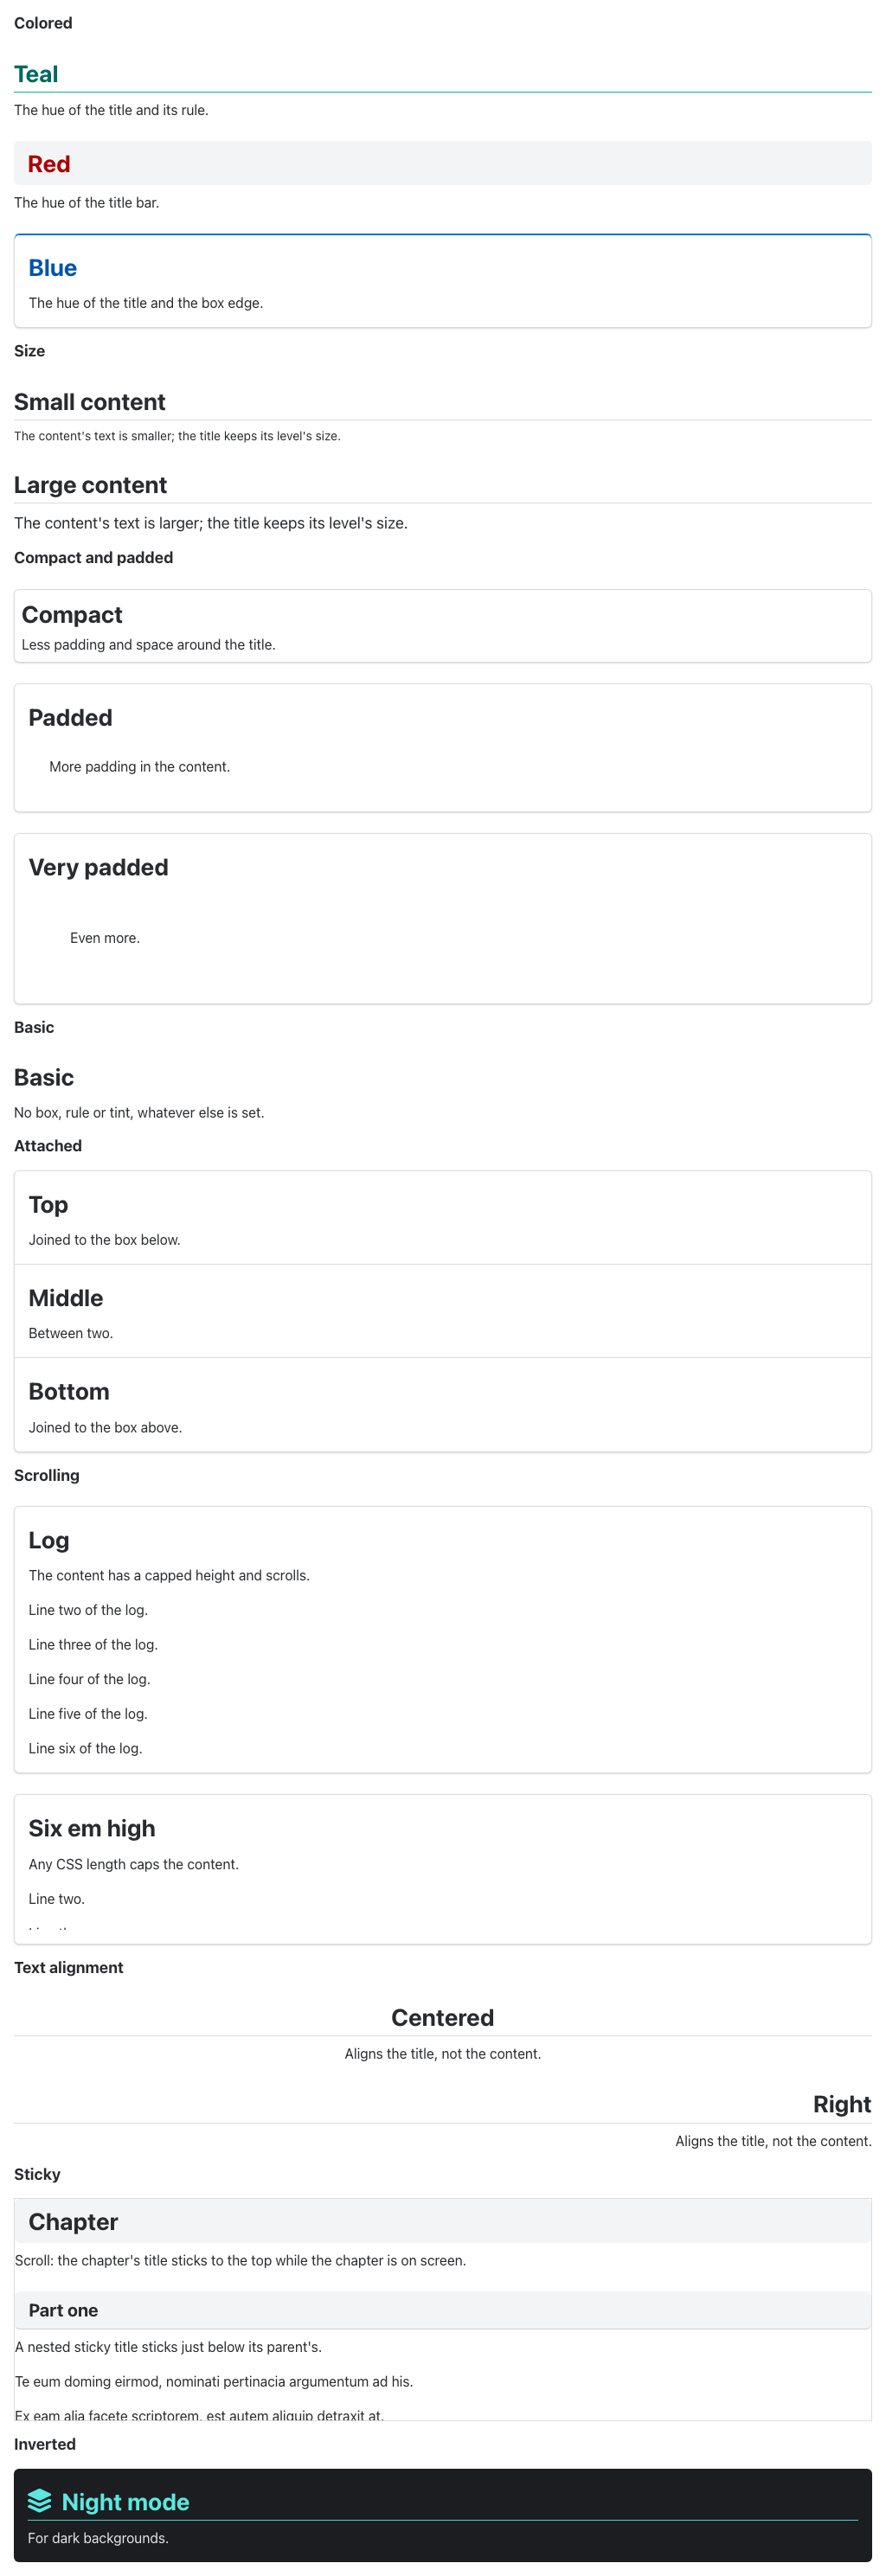 Colored
Teal
The hue of the title and its rule.
Red
The hue of the title bar.
Blue
The hue of the title and the box edge.
Size
Small content
The content's text is smaller; the title keeps its level's size.
Large content
The content's text is larger; the title keeps its level's size.
Compact and padded
Compact
Less padding and space around the title.
Padded
More padding in the content.
Very padded
Even more.
Basic
Basic
No box, rule or tint, whatever else is set.
Attached
Top
Joined to the box below.
Middle
Between two.
Bottom
Joined to the box above.
Scrolling
Log
The content has a capped height and scrolls.
Line two of the log.
Line three of the log.
Line four of the log.
Line five of the log.
Line six of the log.
Six em high
Any CSS length caps the content.
Line two.
Text alignment
Centered
Aligns the title, not the content.
Right
Aligns the title, not the content.
Sticky
Chapter
Scroll: the chapter's title sticks to the top while the chapter is on screen.
Part one
A nested sticky title sticks just below its parent's.
Te eum doming eirmod, nominati pertinacia argumentum ad his.
Ex eam alia facete scriptorem, est autem aliquip detraxit at.
Inverted
Night mode
For dark backgrounds.